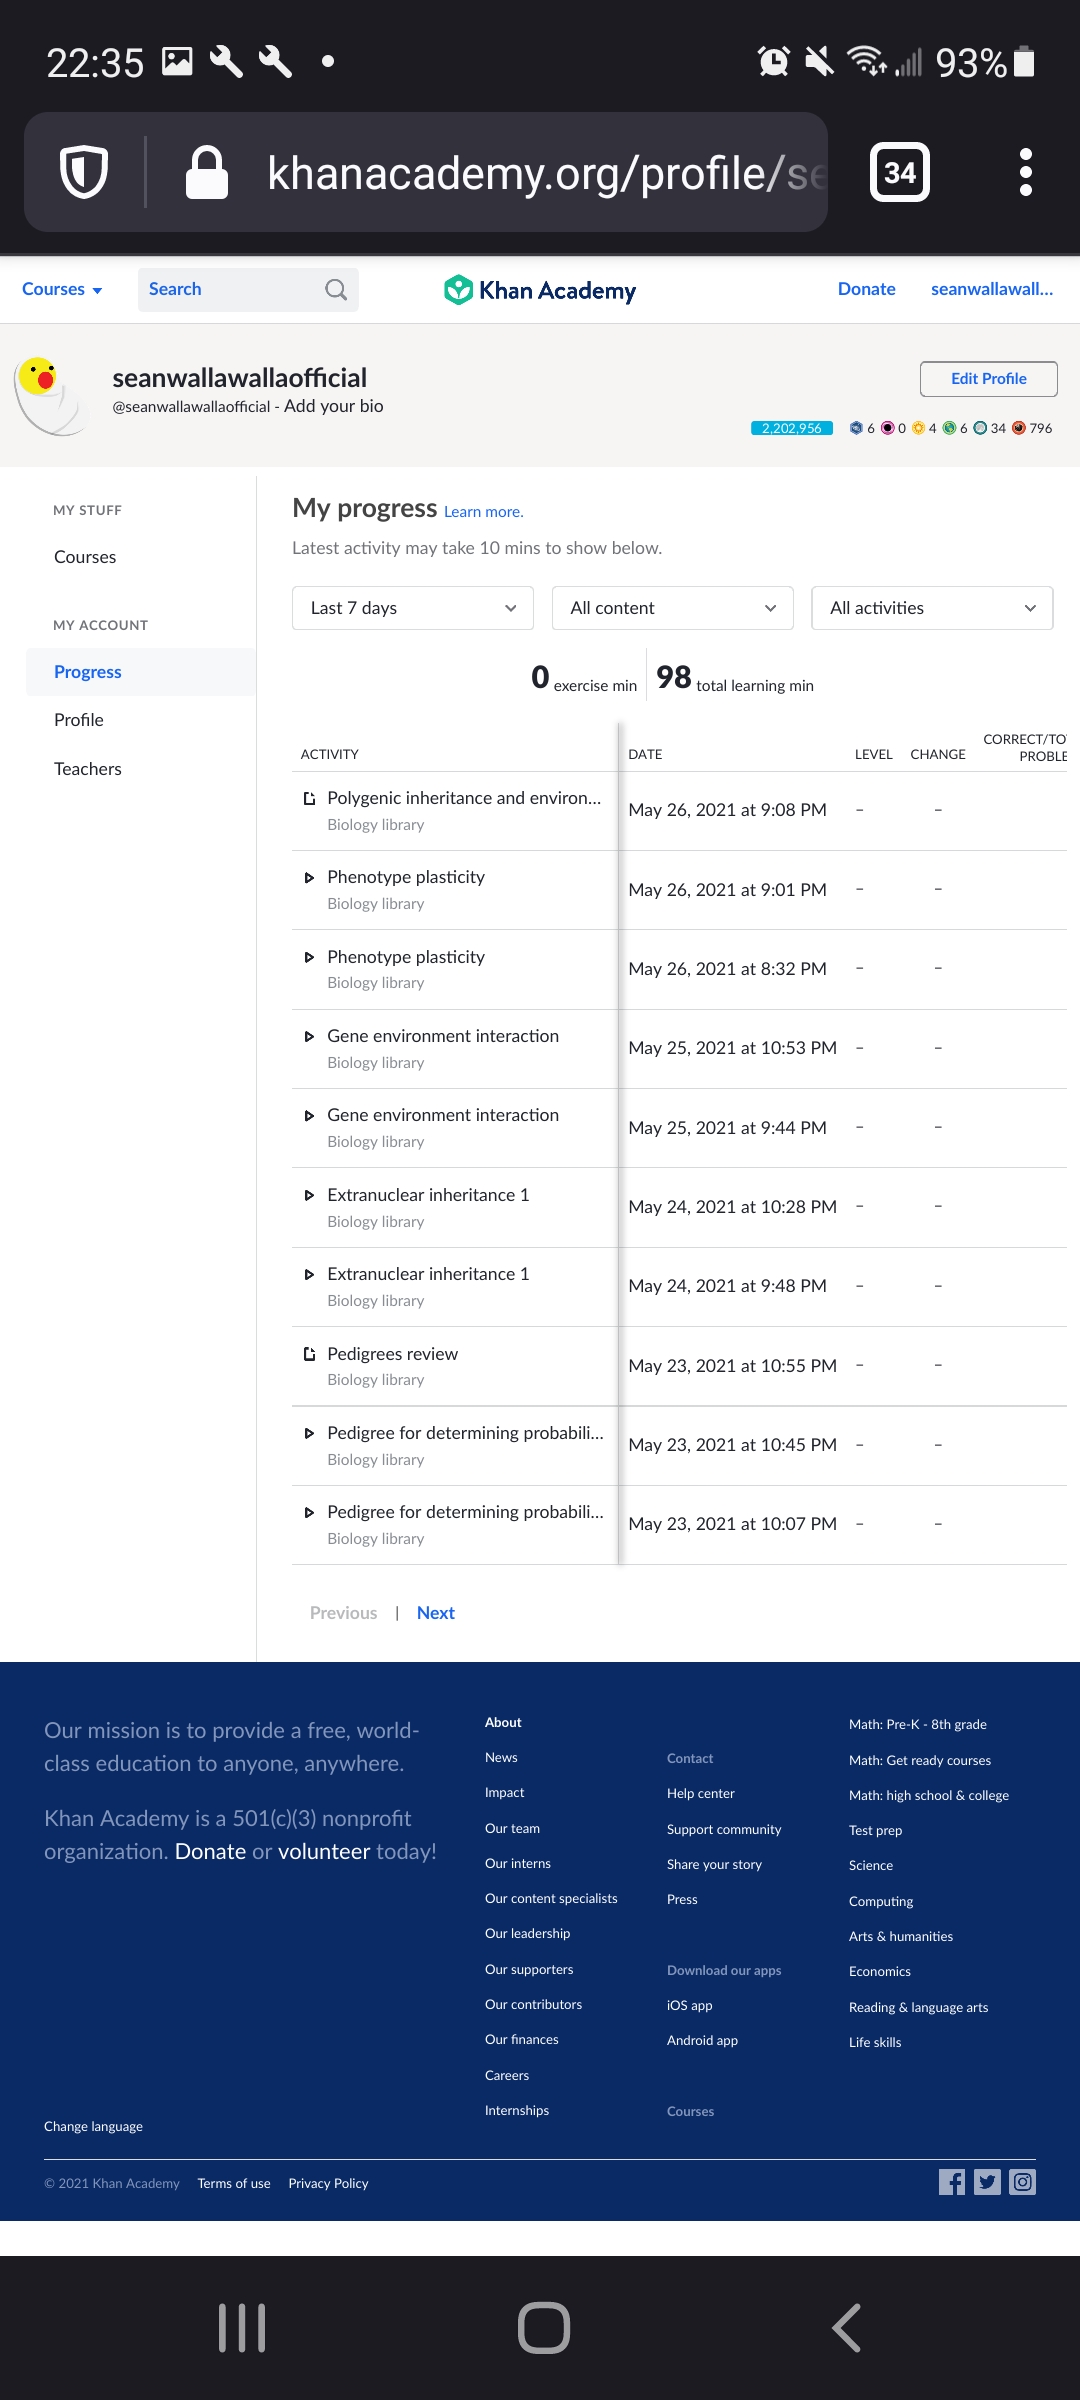 22:35
93%
khanacademy.org/profile/se
34
Courses
Search
Khan Academy
Donate
seanwallawall...
seanwallawallaofficial
@seanwallawallaofficial - Add your bio
Edit Profile
2,202,956 6 0 4 6 34 796
MY STUFF
Courses
MY ACCOUNT
Progress
Profile
Teachers
My progress Learn more.
Latest activity may take 10 mins to show below.
Last 7 days
All content
All activities
0 exercise min
98 total learning min
ACTIVITY DATE LEVEL CHANGE CORRECT/TO
PROBLE
Polygenic inheritance and environ...
Biology library
May 26, 2021 at 9:08 PM – –
Phenotype plasticity
Biology library
May 26, 2021 at 9:01 PM – –
Phenotype plasticity
Biology library
May 26, 2021 at 8:32 PM – –
Gene environment interaction
Biology library
May 25, 2021 at 10:53 PM – –
Gene environment interaction
Biology library
May 25, 2021 at 9:44 PM – –
Extranuclear inheritance 1
Biology library
May 24, 2021 at 10:28 PM – –
Extranuclear inheritance 1
Biology library
May 24, 2021 at 9:48 PM – –
Pedigrees review
Biology library
May 23, 2021 at 10:55 PM – –
Pedigree for determining probabili...
Biology library
May 23, 2021 at 10:45 PM – –
Pedigree for determining probabili...
Biology library
May 23, 2021 at 10:07 PM – –
Previous | Next
Our mission is to provide a free, world-
class education to anyone, anywhere.
Khan Academy is a 501(c)(3) nonprofit
organization. Donate or volunteer today!
About
News
Impact
Our team
Our interns
Our content specialists
Our leadership
Our supporters
Our contributors
Our finances
Careers
Internships
Contact
Help center
Support community
Share your story
Press
Download our apps
iOS app
Android app
Courses
Math: Pre-K - 8th grade
Math: Get ready courses
Math: high school & college
Test prep
Science
Computing
Arts & humanities
Economics
Reading & language arts
Life skills
Change language
© 2021 Khan Academy Terms of use Privacy Policy